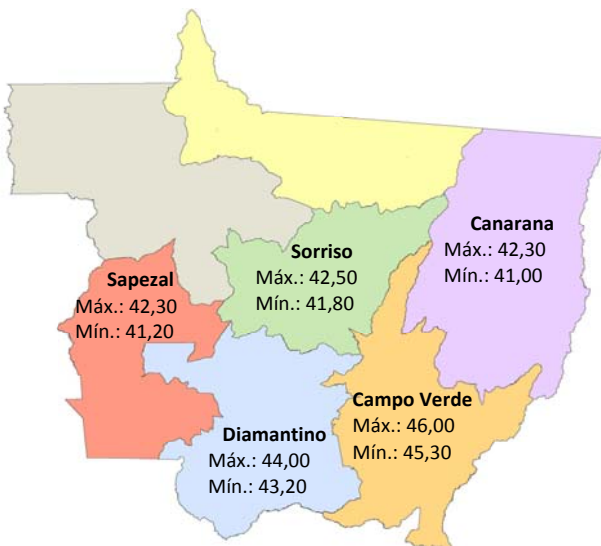 Canarana
Máx.: 42,30
Mín.: 41,00
Sorriso
Máx.: 42,50
Mín.: 41,80
Sapezal
Máx.: 42,30
Mín.: 41,20
Campo Verde
Máx.: 46,00
Mín.: 45,30
Diamantino
Máx.: 44,00
Mín.: 43,20